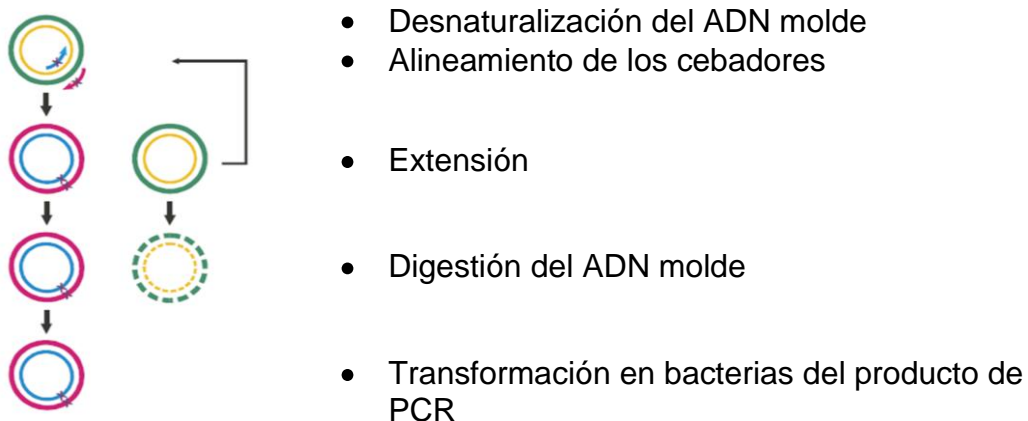 • Desnaturalización del ADN molde
• Alineamiento de los cebadores
• Extensión
• Digestión del ADN molde
• Transformación en bacterias del producto de
PCR